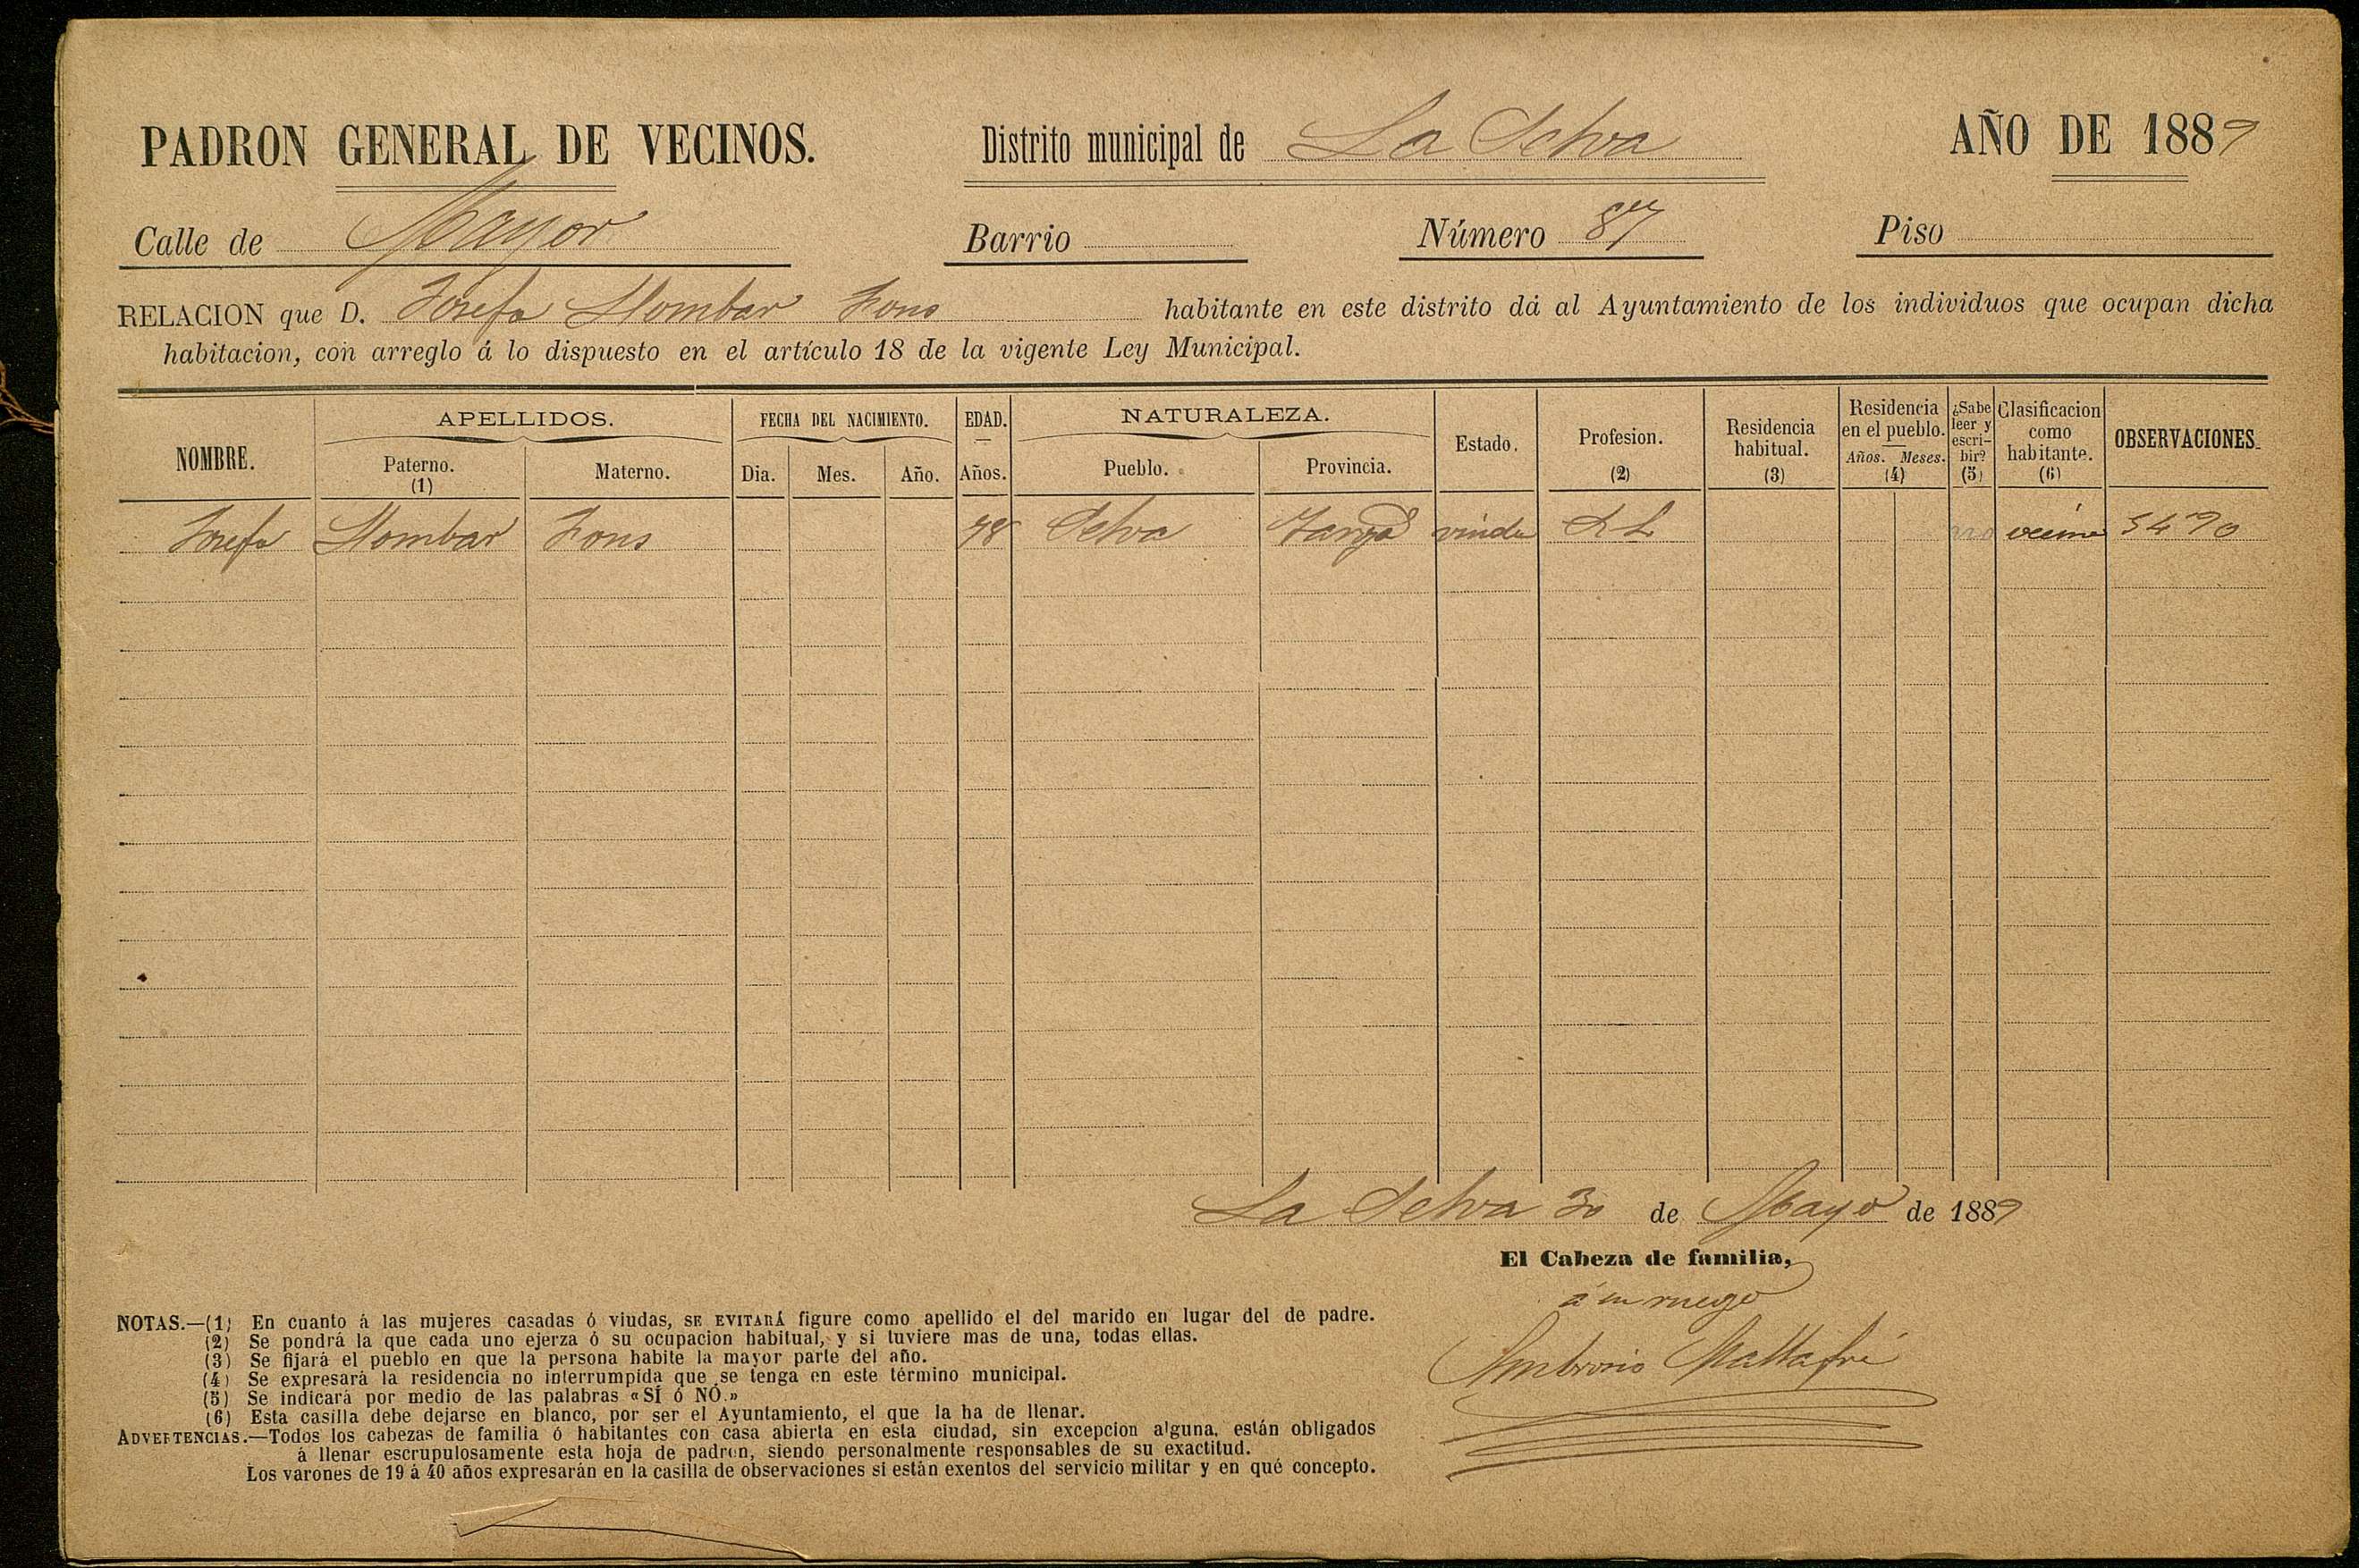 PADRON GENERAL DE VECINOS. Distrito municipal de La Selva AÑO DE 1889
Calle de Mayor Barrio Número 87 Piso
RELACION que D. Josefa Llombar Fons habitante en este distrito dá al Ayuntamiento de los individuos que ocupan dicha
habitacion, con arreglo á lo dispuesto en el artículo 18 de la vigente Ley Municipal.
NOMBRE. APELLIDOS. Paterno. (1) Materno. FECHA DEL NACIMIENTO. Dia. Mes. Año. EDAD. Años. NATURALEZA. Pueblo. Provincia. Estado. Profesion. (2) Residencia habitual. (3) Residencia en el pueblo. Años. Meses. (4) ¿Sabe leer y escribir? (5) Clasificacion como habitante. (6) OBSERVACIONES.
Josefa Llombar Fons 78 Selva Tarrga viuda S L no vecina 5470
La Selva 30 de Mayo de 1889
El Cabeza de familia,
á su ruego
Ambrosio Mallafré
NOTAS.—(1) En cuanto á las mujeres casadas ó viudas, SE EVITARÁ figure como apellido el del marido en lugar del de padre.
(2) Se pondrá la que cada uno ejerza ó su ocupacion habitual, y si tuviere mas de una, todas ellas.
(3) Se fijará el pueblo en que la persona habite la mayor parte del año.
(4) Se expresará la residencia no interrumpida que se tenga en este término municipal.
(5) Se indicará por medio de las palabras «SÍ ó NÓ.»
(6) Esta casilla debe dejarse en blanco, por ser el Ayuntamiento, el que la ha de llenar.
ADVERTENCIAS.—Todos los cabezas de familia ó habitantes con casa abierta en esta ciudad, sin excepcion alguna, están obligados
á llenar escrupulosamente esta hoja de padron, siendo personalmente responsables de su exactitud.
Los varones de 19 á 40 años expresarán en la casilla de observaciones si están exentos del servicio militar y en qué concepto.